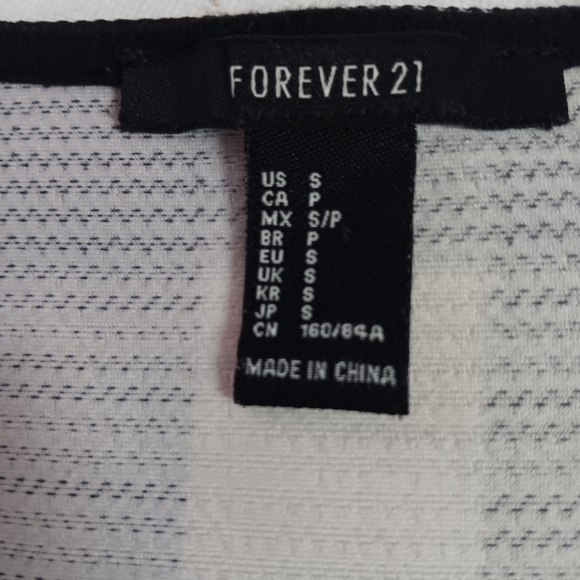 FOREVER 21
US S
CA P
MX S/P
BR P
EU S
UK S
KR S
JP S
CN 160/84A
MADE IN CHINA